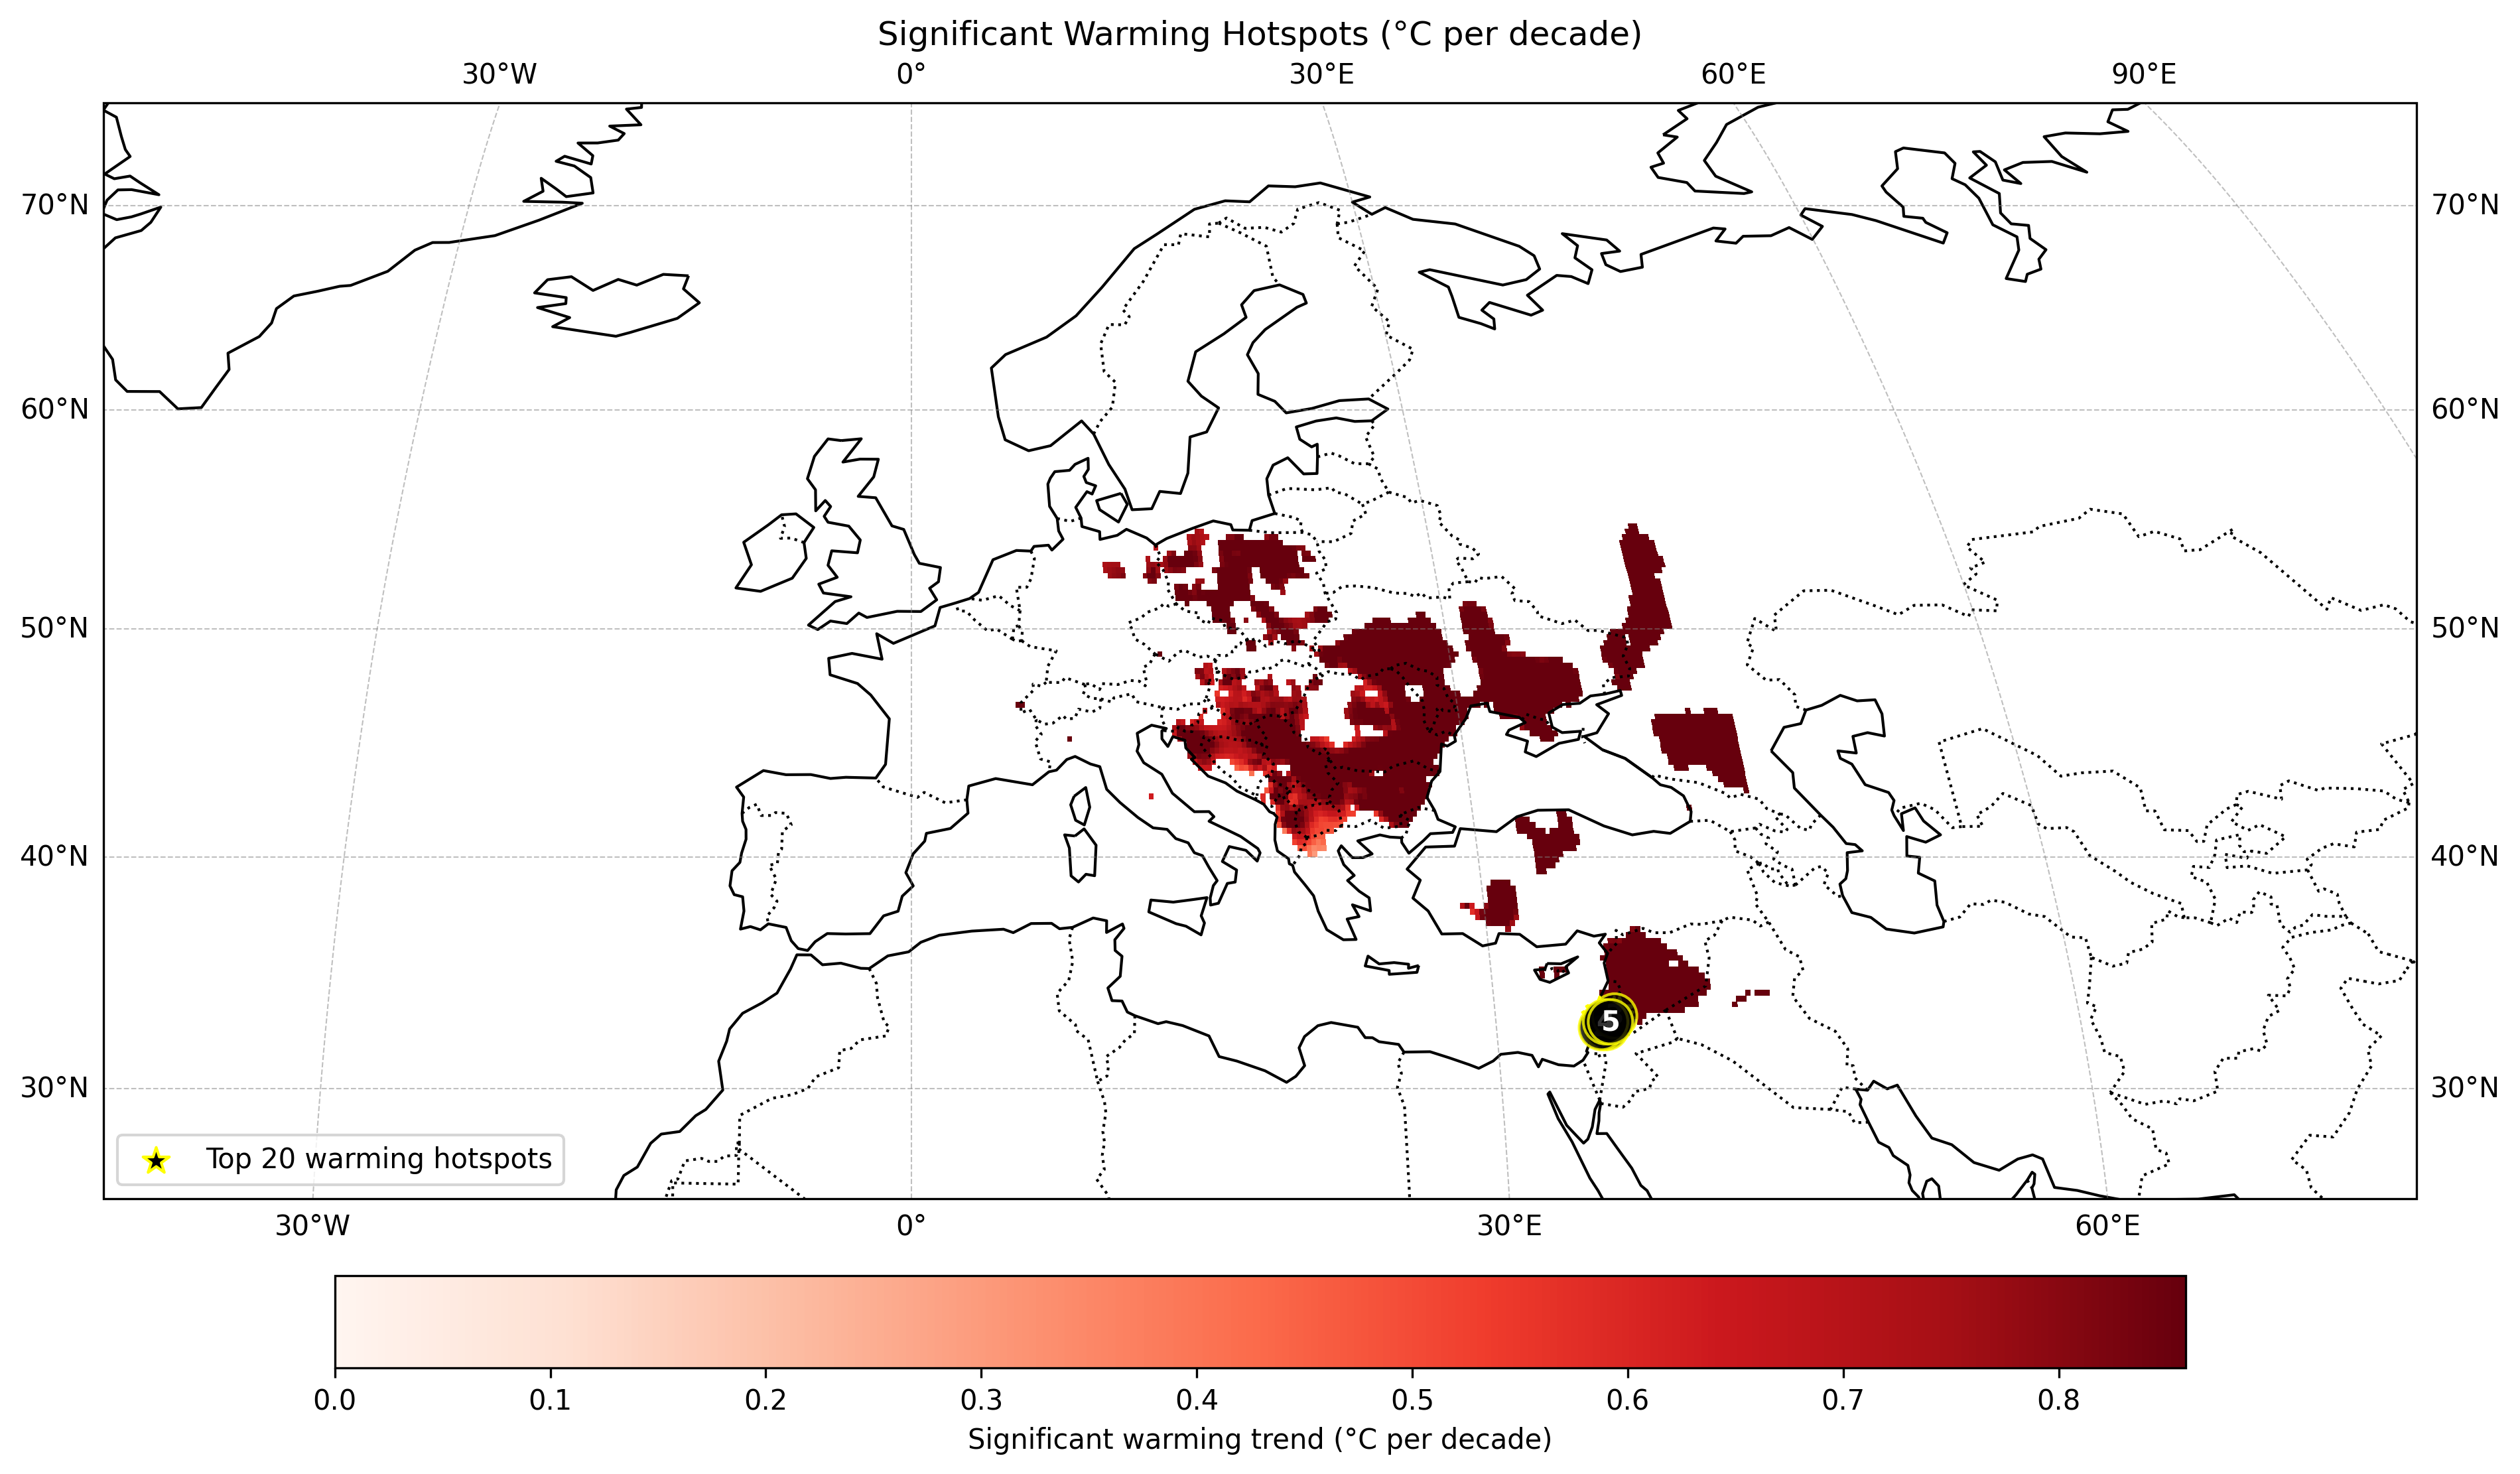 Significant Warming Hotspots (°C per decade)
30°W 0° 30°E 60°E 90°E
70°N 70°N
60°N 60°N
50°N 50°N
40°N 40°N
5
30°N 30°N
Top 20 warming hotspots
30°W 0° 30°E 60°E
0.0 0.1 0.2 0.3 0.4 0.5 0.6 0.7 0.8
Significant warming trend (°C per decade)